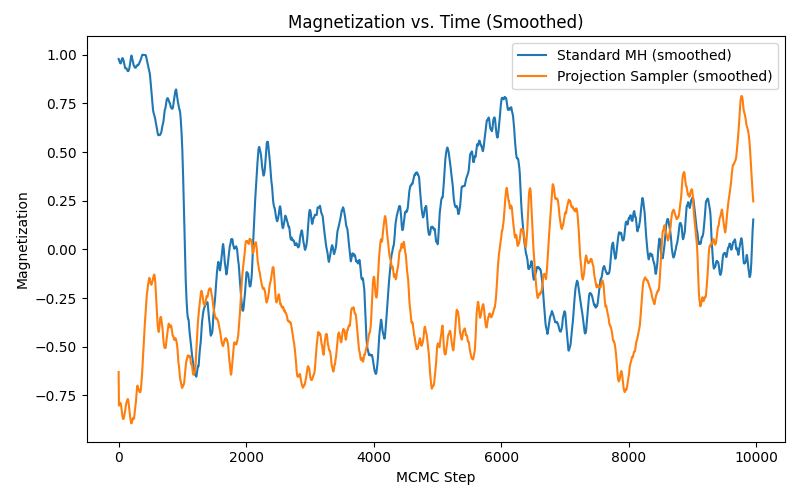 Magnetization vs. Time (Smoothed)
Standard MH (smoothed)
Projection Sampler (smoothed)
Magnetization
1.00
0.75
0.50
0.25
0.00
−0.25
−0.50
−0.75
0 2000 4000 6000 8000 10000
MCMC Step